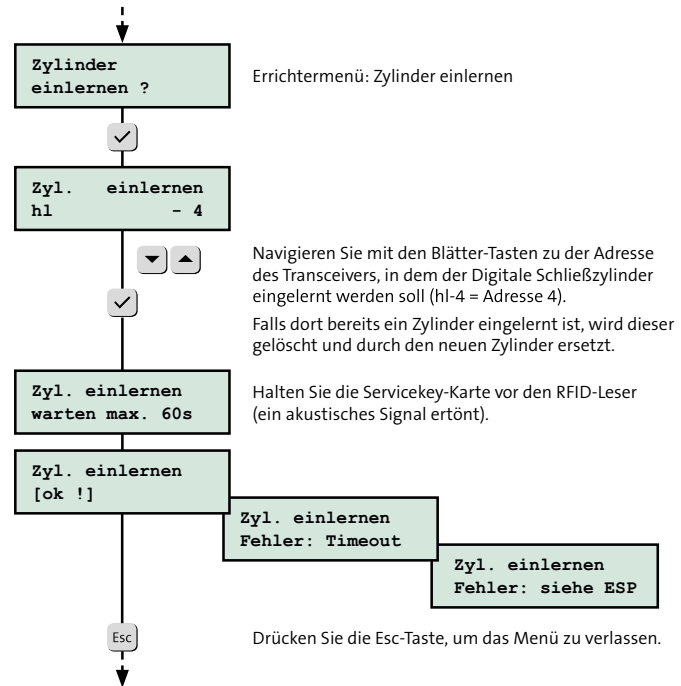 Zylinder
einlernen ?
Errichtermenü: Zylinder einlernen
Zyl. einlernen
hl - 4
Navigieren Sie mit den Blätter-Tasten zu der Adresse
des Transceivers, in dem der Digitale Schließzylinder
eingelernt werden soll (hl-4 = Adresse 4).
Falls dort bereits ein Zylinder eingelernt ist, wird dieser
gelöscht und durch den neuen Zylinder ersetzt.
Zyl. einlernen
warten max. 60s
Halten Sie die Servicekey-Karte vor den RFID-Leser
(ein akustisches Signal ertönt).
Zyl. einlernen
[ok !]
Zyl. einlernen
Fehler: Timeout
Zyl. einlernen
Fehler: siehe ESP
Esc
Drücken Sie die Esc-Taste, um das Menü zu verlassen.